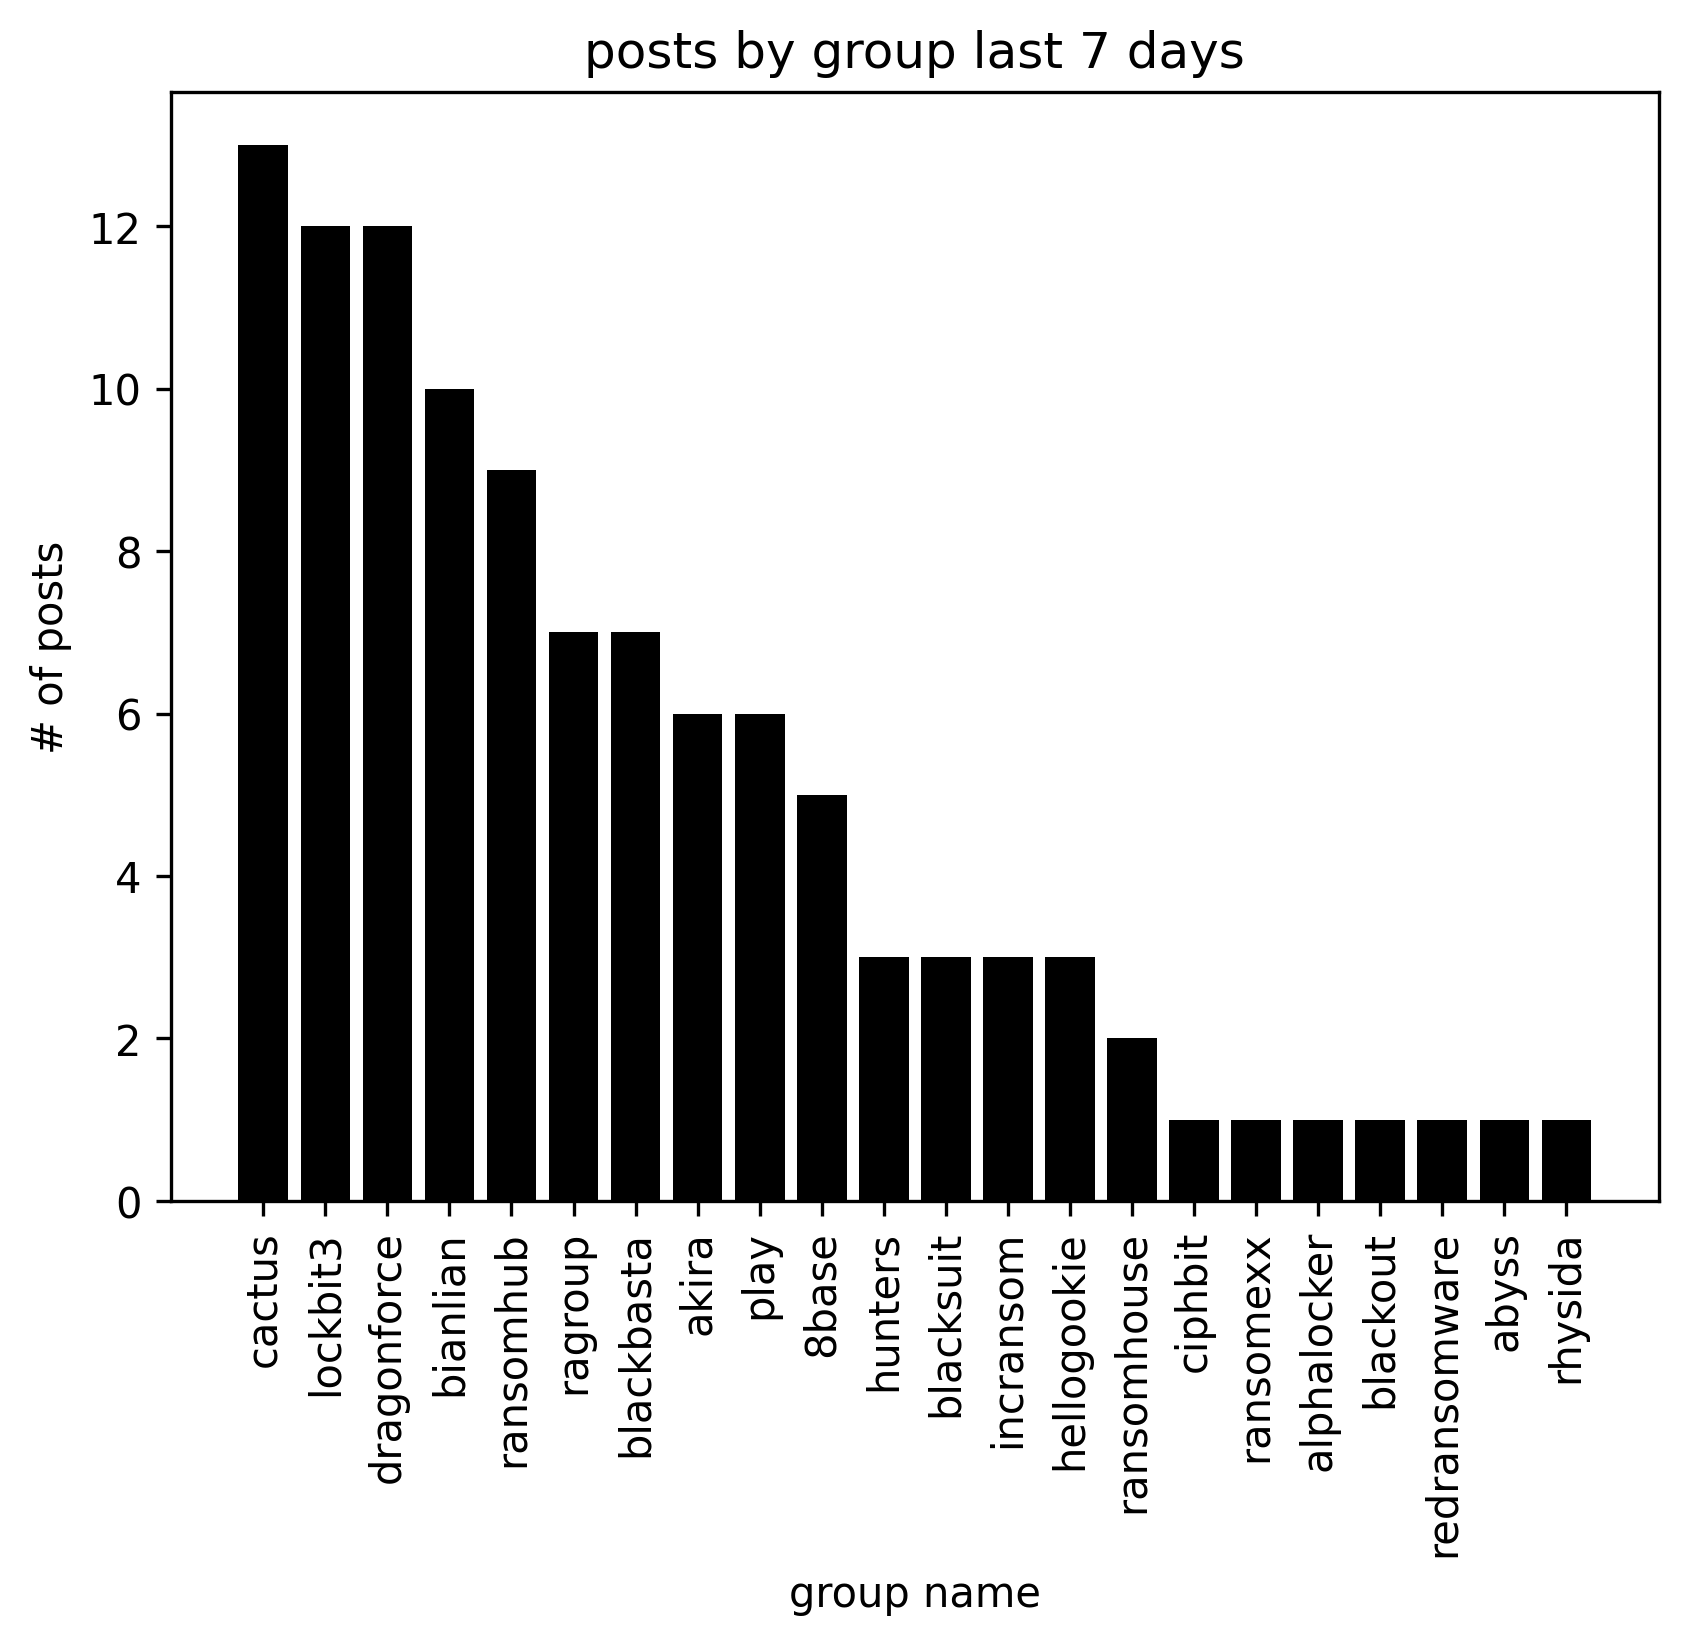 posts by group last 7 days
# of posts
12
10
8
6
4
2
0
cactus
lockbit3
dragonforce
bianlian
ransomhub
ragroup
blackbasta
akira
play
8base
hunters
blacksuit
incransom
hellogookie
ransomhouse
ciphbit
ransomexx
alphalocker
blackout
redransomware
abyss
rhysida
group name